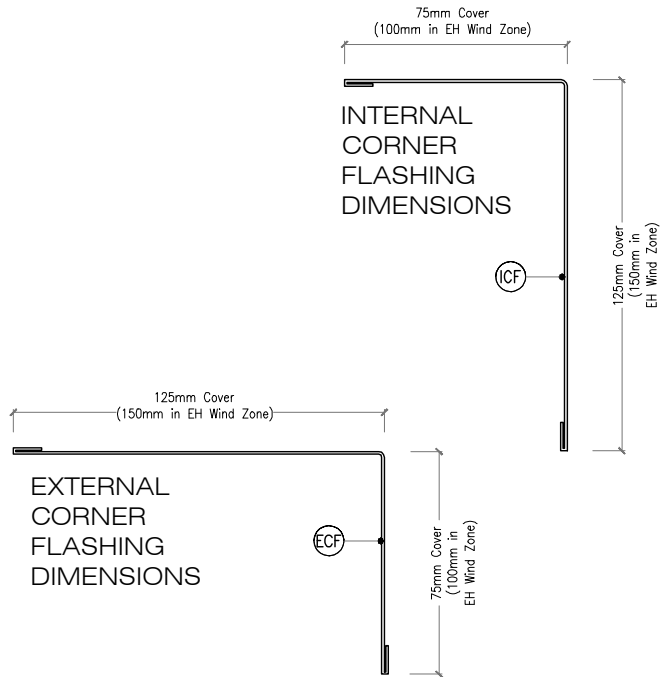 75mm Cover
(100mm in EH Wind Zone)
INTERNAL
CORNER
FLASHING
DIMENSIONS
ICF
125mm Cover
(150mm in
EH Wind Zone)
125mm Cover
(150mm in EH Wind Zone)
EXTERNAL
CORNER
FLASHING
DIMENSIONS
ECF
75mm Cover
(100mm in
EH Wind Zone)